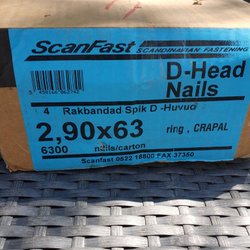 ScanFast
SCANDINAVIAN FASTENING
D-Head
Nails
4 Rakbandad Spik D -Huvud
2,90x63 ring , CRAPAL
6300 nails/carton
Scanfast 0522 18800 FAX 37350